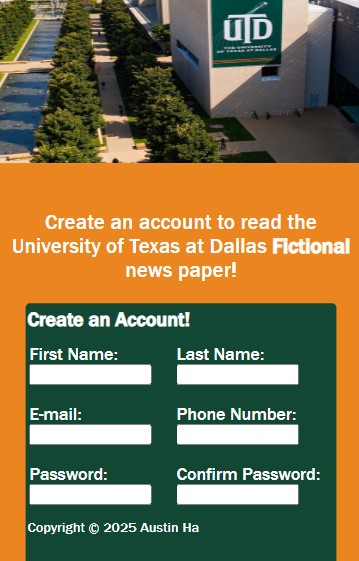 UTD
THE UNIVERSITY
OF TEXAS AT DALLAS
Create an account to read the
University of Texas at Dallas Fictional
news paper!
Create an Account!
First Name: Last Name:
E-mail: Phone Number:
Password: Confirm Password:
Copyright © 2025 Austin Ha